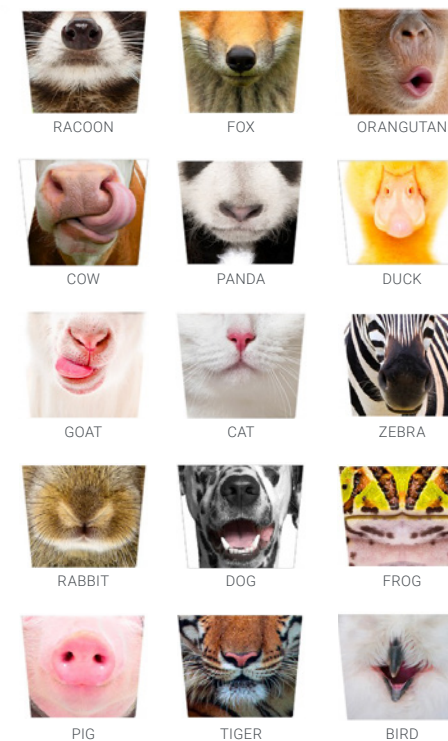 RACOON
FOX
ORANGUTAN
COW
PANDA
DUCK
GOAT
CAT
ZEBRA
RABBIT
DOG
FROG
PIG
TIGER
BIRD